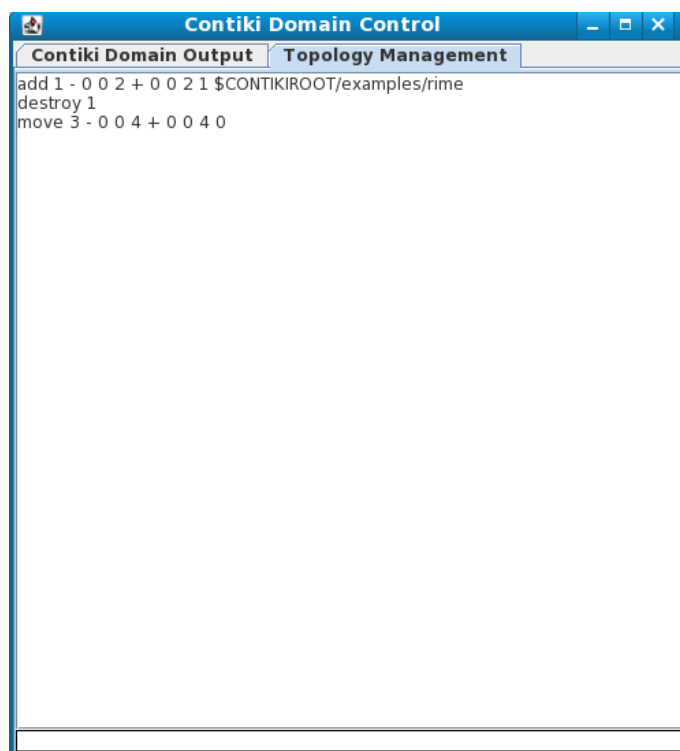 Contiki Domain Control
Contiki Domain Output Topology Management
add 1 - 0 0 2 + 0 0 2 1 $CONTIKIROOT/examples/rime
destroy 1
move 3 - 0 0 4 + 0 0 4 0